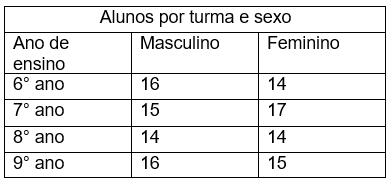 Alunos por turma e sexo
Ano de ensino Masculino Feminino
6° ano 16 14
7° ano 15 17
8° ano 14 14
9° ano 16 15